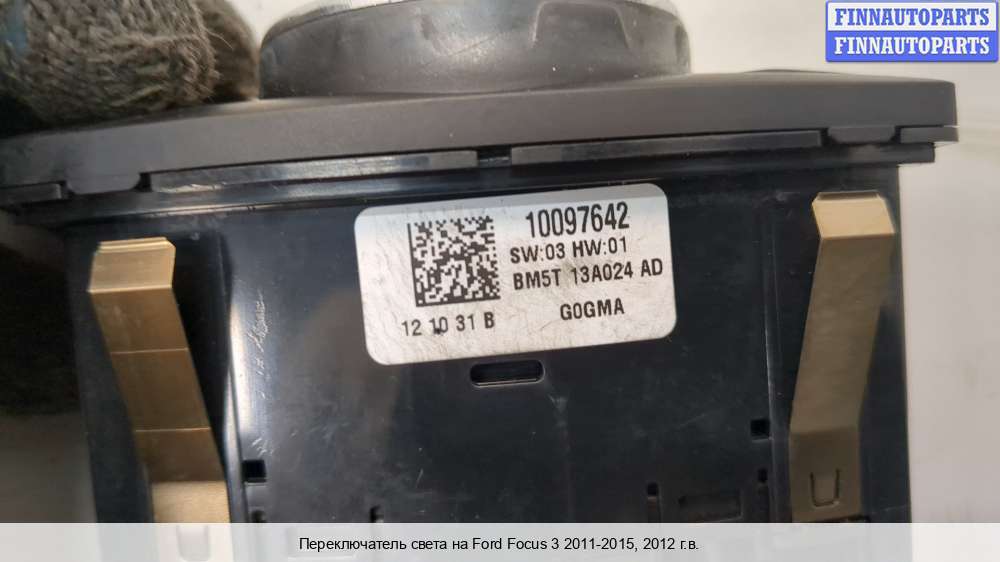 FINNAUTOPARTS
FINNAUTOPARTS
10097642
SW:03 HW:01
BM5T 13A024 AD
12 10 31 B
GOGMA
Переключатель света на Ford Focus 3 2011-2015, 2012 г.в.